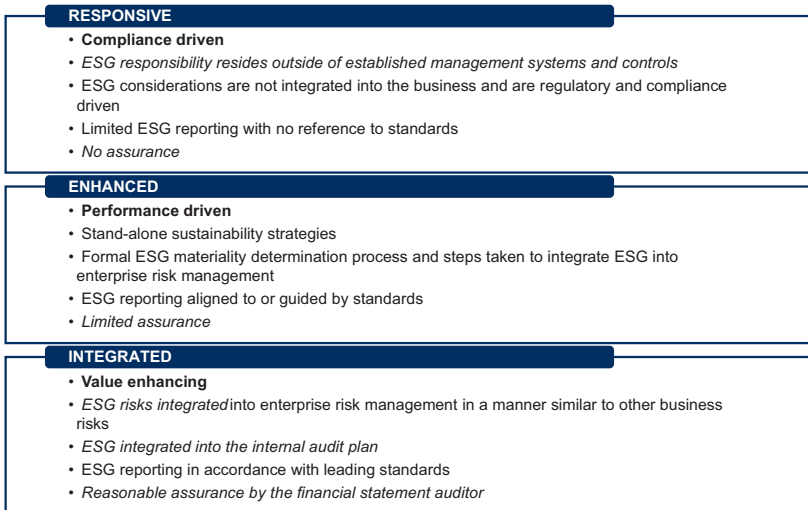 RESPONSIVE
• Compliance driven
• ESG responsibility resides outside of established management systems and controls
• ESG considerations are not integrated into the business and are regulatory and compliance
driven
• Limited ESG reporting with no reference to standards
• No assurance
ENHANCED
• Performance driven
• Stand-alone sustainability strategies
• Formal ESG materiality determination process and steps taken to integrate ESG into
enterprise risk management
• ESG reporting aligned to or guided by standards
• Limited assurance
INTEGRATED
• Value enhancing
• ESG risks integratedinto enterprise risk management in a manner similar to other business
risks
• ESG integrated into the internal audit plan
• ESG reporting in accordance with leading standards
• Reasonable assurance by the financial statement auditor